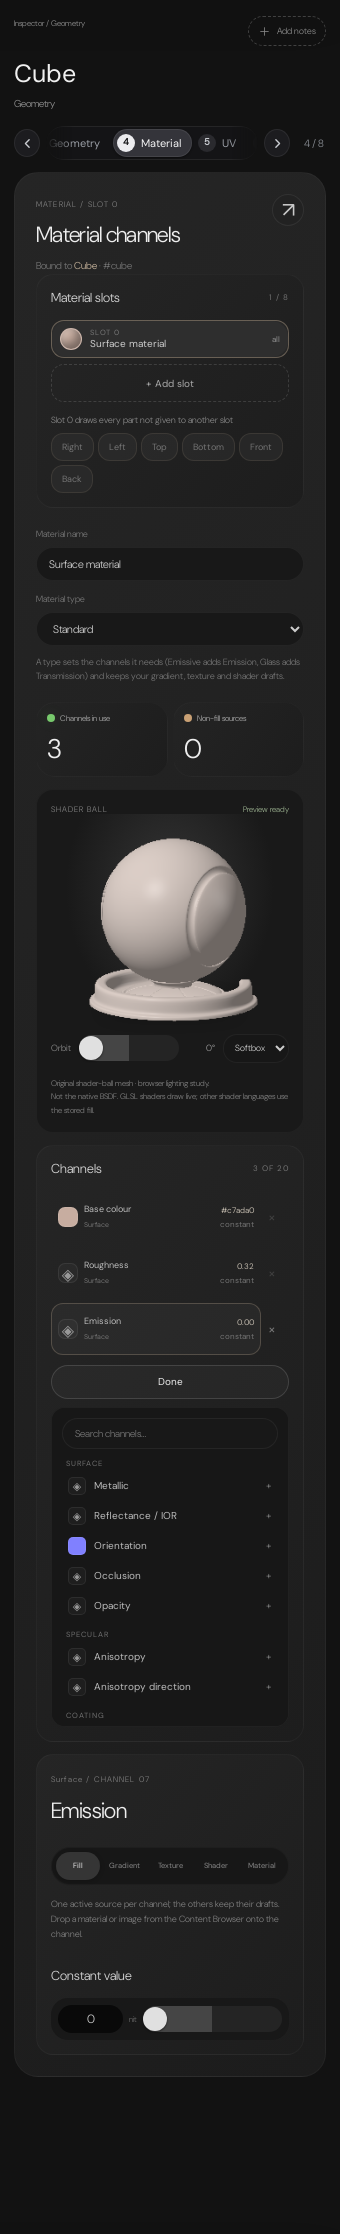 Inspector / Geometry
Add notes
Cube
Geometry
Geometry
4
Material
5
UV
4/8
MATERIAL / SLOT 0
Material channels
Bound to Cube · #cube
Material slots
1 / 8
SLOT 0
Surface material
all
+ Add slot
Slot 0 draws every part not given to another slot
Right
Left
Top
Bottom
Front
Back
Material name
Surface material
Material type
Standard
A type sets the channels it needs (Emissive adds Emission, Glass adds
Transmission) and keeps your gradient, texture and shader drafts.
Channels in use
3
Non-fill sources
0
SHADER BALL
Preview ready
Orbit
0°
Softbox
Original shader-ball mesh · browser lighting study.
Not the native BSDF. GLSL shaders draw live; other shader languages use
the stored fill.
Channels
3 OF 20
Base colour
#c7ada0
Surface
constant
×
Roughness
0.32
Surface
constant
×
Emission
0.00
Surface
constant
×
Done
Search channels...
SURFACE
Metallic
+
Reflectance / IOR
+
Orientation
+
Occlusion
+
Opacity
+
SPECULAR
Anisotropy
+
Anisotropy direction
+
COATING
Surface / CHANNEL 07
Emission
Fill
Gradient
Texture
Shader
Material
One active source per channel; the others keep their drafts.
Drop a material or image from the Content Browser onto the
channel.
Constant value
0
nit